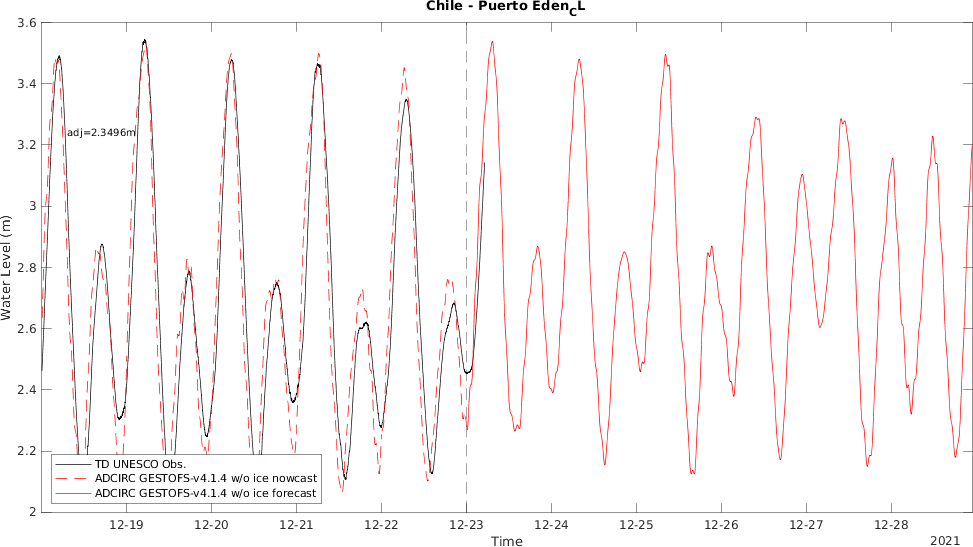 Chile - Puerto Eden_CL
3.6
3.4
adj=2.3496m
3.2
3
2.8
2.6
2.4
2.2
2
Water Level (m)
TD UNESCO Obs.
ADCIRC GESTOFS-v4.1.4 w/o ice nowcast
ADCIRC GESTOFS-v4.1.4 w/o ice forecast
12-19
12-20
12-21
12-22
12-23
12-24
12-25
12-26
12-27
12-28
Time
2021